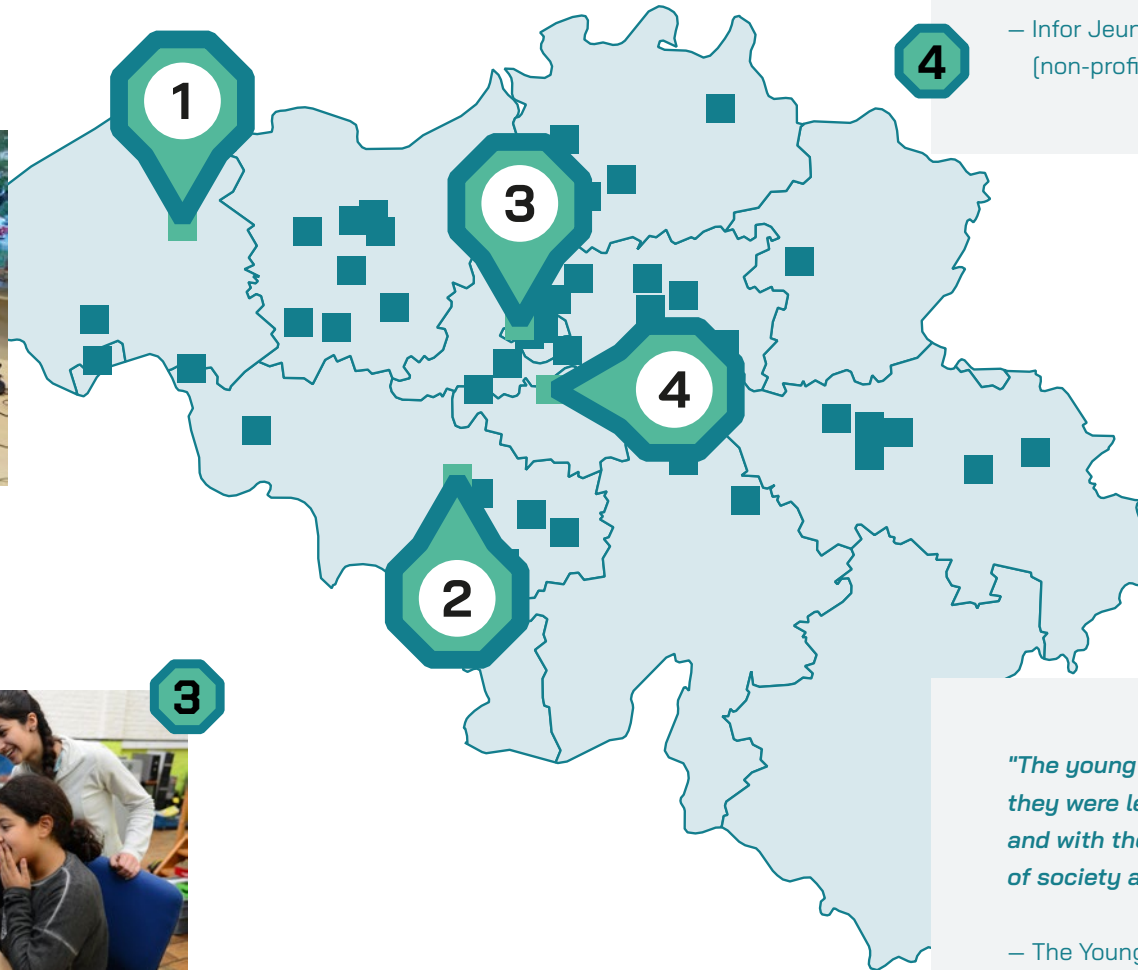 — Infor Jeun
(non-profi
4
1
3
4
2
3
"The young
they were le
and with the
of society a
— The Young